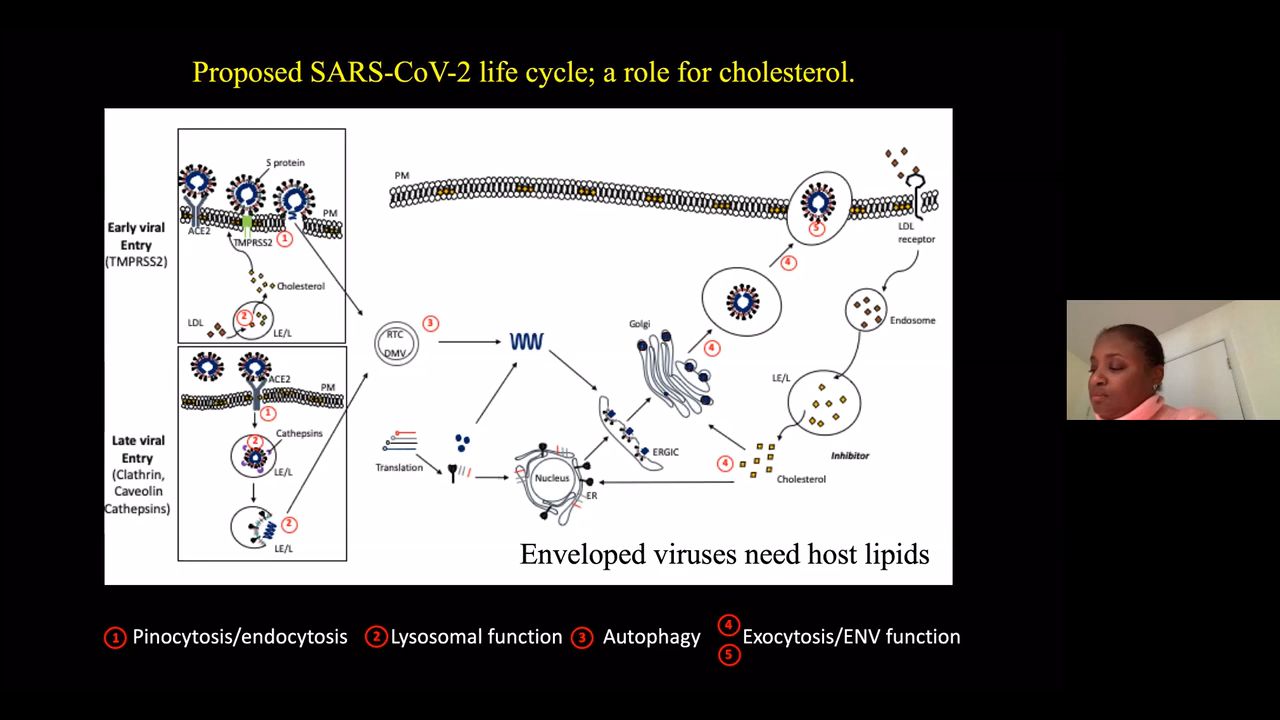 Proposed SARS-CoV-2 life cycle; a role for cholesterol.
S protein
PM
ACE2
TMPRSS2
1
Early viral
Entry
(TMPRSS2)
Cholesterol
LDL
2
LE/L
ACE2
PM
1
Cathepsins
2
LE/L
Late viral
Entry
(Clathrin,
Caveolin
Cathepsins)
2
LE/L
PM
5
4
LDL
receptor
Endosome
RTC
DMV
3
Golgi
4
LE/L
Inhibitor
Translation
ERGIC
Nucleus
ER
4
Cholesterol
Enveloped viruses need host lipids
1 Pinocytosis/endocytosis 2 Lysosomal function 3 Autophagy 4 5 Exocytosis/ENV function